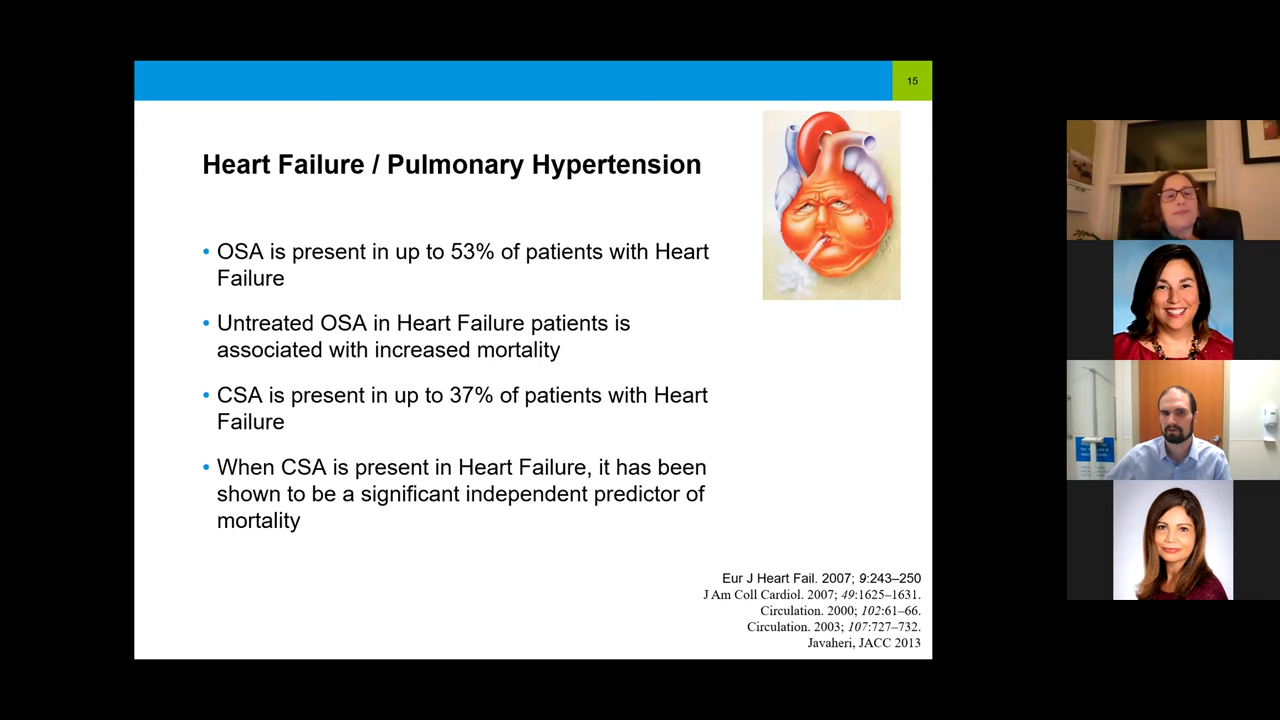 15
Heart Failure / Pulmonary Hypertension
• OSA is present in up to 53% of patients with Heart
Failure
• Untreated OSA in Heart Failure patients is
associated with increased mortality
• CSA is present in up to 37% of patients with Heart
Failure
• When CSA is present in Heart Failure, it has been
shown to be a significant independent predictor of
mortality
Eur J Heart Fail. 2007; 9:243–250
J Am Coll Cardiol. 2007; 49:1625–1631.
Circulation. 2000; 102:61–66.
Circulation. 2003; 107:727–732.
Javaheri, JACC 2013